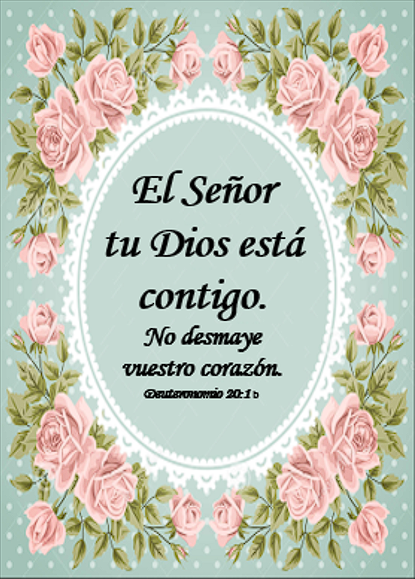 El Señor
tu Dios está
contigo.
No desmaye
vuestro corazón.
Deuteronomio 20:1 b